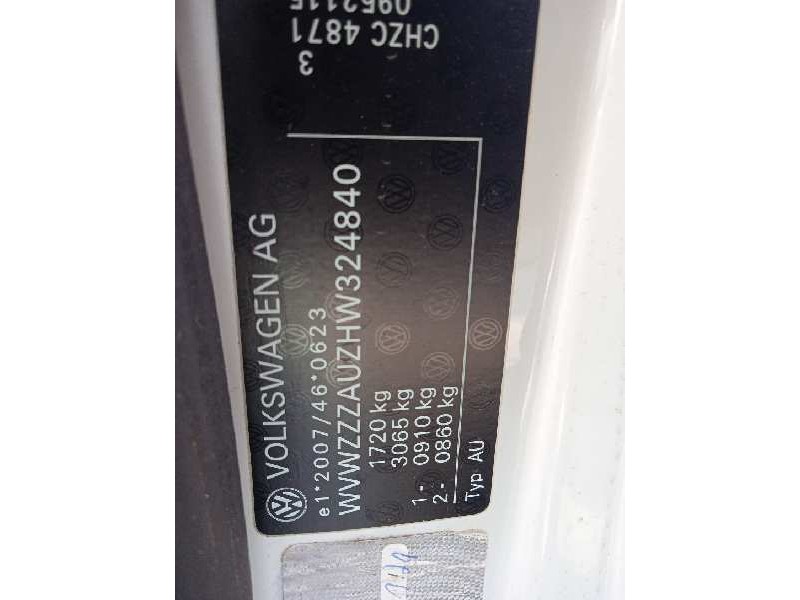 VOLKSWAGEN AG
e1*2007/46*0623
WVWZZZAUZHW324840
1720 kg
3065 kg
1- 0910 kg
2- 0860 kg
Typ AU
3
CHZC 4871
0952115